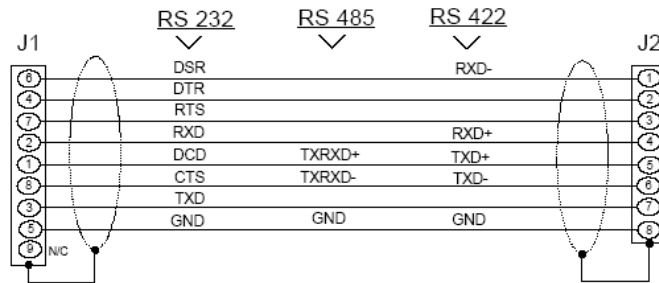 RS 232 RS 485 RS 422
J1 J2
6 DSR RXD- 1
4 DTR 2
7 RTS 3
2 RXD RXD+ 4
1 DCD TXRXD+ TXD+ 5
8 CTS TXRXD- TXD- 6
3 TXD 7
5 GND GND GND 8
9 N/C